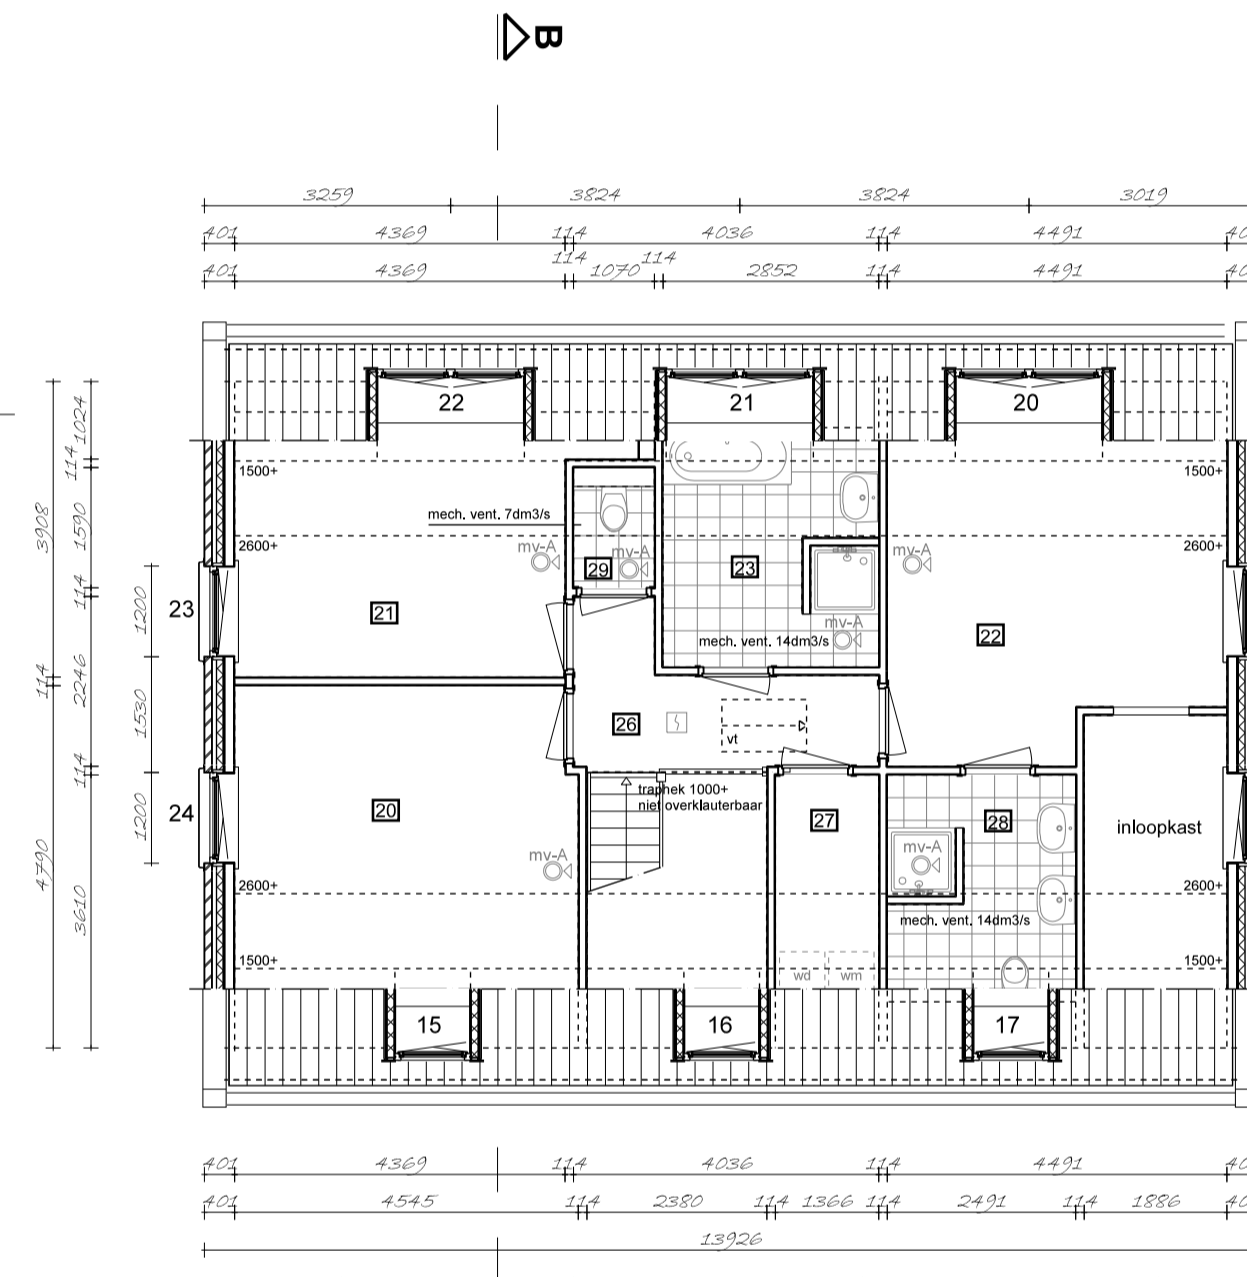 B
3259 3824 3824 3019
401 4369 114 4036 114 4491 40
401 4369 114 1070 114 2852 114 4491 40
22 21 20
1500+ 1500+
mech. vent. 7dm3/s
2600+ mv-A mv-A mv-A 2600+
29 23
23 21 mv-A 22
mech. vent. 14dm3/s
26
vt
traphek 1000+
niet overklauterbaar
24 20 27 28 inloopkast
mv-A mv-A
2600+ 2600+
mech. vent. 14dm3/s
1500+ 1500+
wd wm
15 16 17
1024
114
1590
114
2246
114
3610
3908
114
4790
1200
1530
1200
401 4369 114 4036 114 4491 40
401 4545 114 2380 114 1366 114 2491 114 1886 40
13926